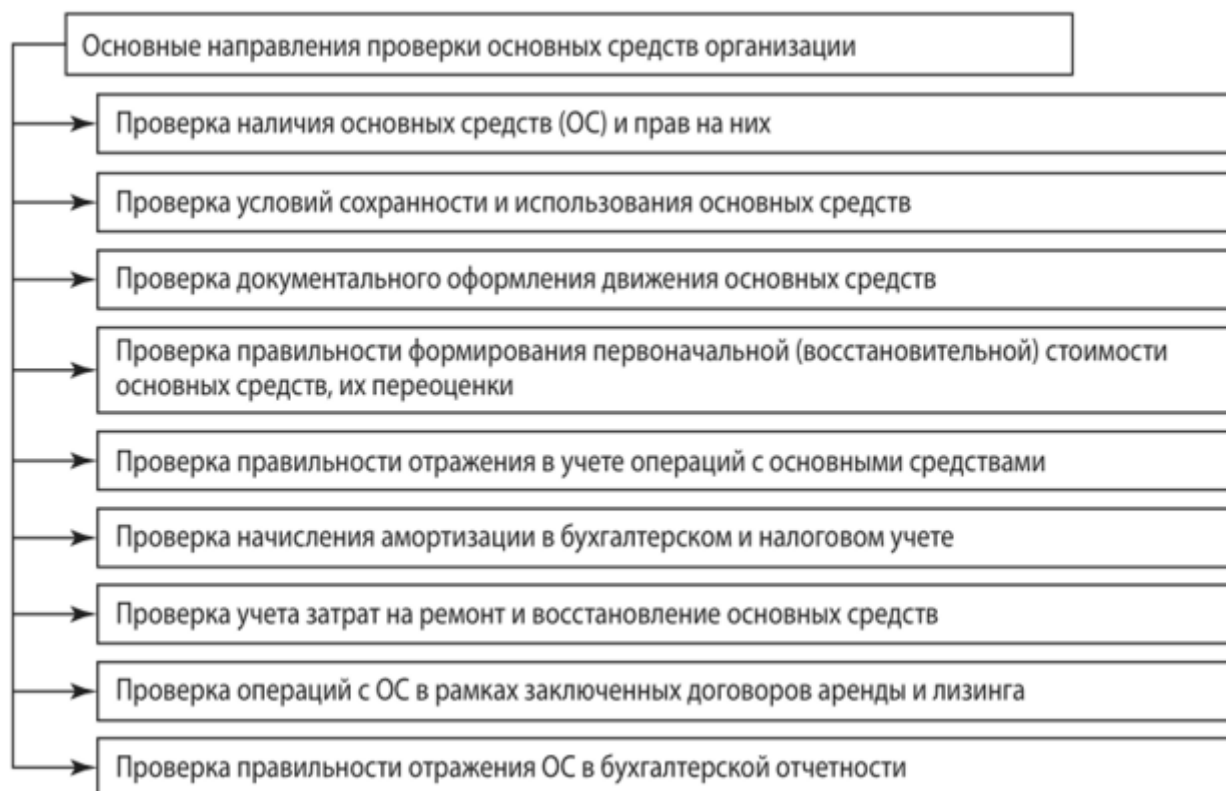 Основные направления проверки основных средств организации
Проверка наличия основных средств (ОС) и прав на них
Проверка условий сохранности и использования основных средств
Проверка документального оформления движения основных средств
Проверка правильности формирования первоначальной (восстановительной) стоимости
основных средств, их переоценки
Проверка правильности отражения в учете операций с основными средствами
Проверка начисления амортизации в бухгалтерском и налоговом учете
Проверка учета затрат на ремонт и восстановление основных средств
Проверка операций с ОС в рамках заключенных договоров аренды и лизинга
Проверка правильности отражения ОС в бухгалтерской отчетности